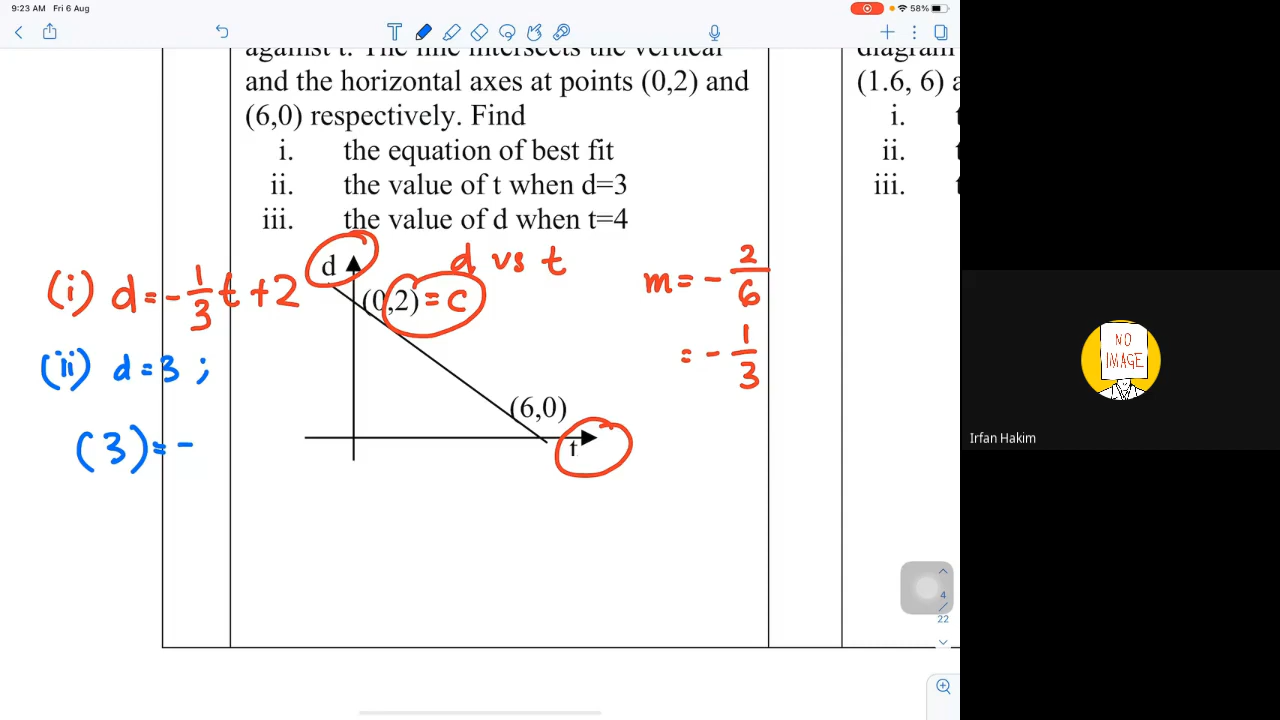 9:23 AM Fri 6 Aug
58%
T
against t. The line intersects the vertical
and the horizontal axes at points (0,2) and
(6,0) respectively. Find
i. the equation of best fit
ii. the value of t when d=3
iii. the value of d when t=4
diagram
(1.6, 6) a
i. t
ii. t
iii. t
d vs t
d
(0,2) = c
(6,0)
t
m = - 2/6
= - 1/3
(i) d = - 1/3 t + 2
(ii) d = 3 ;
(3) = -
4
/
22
NO
IMAGE
Irfan Hakim